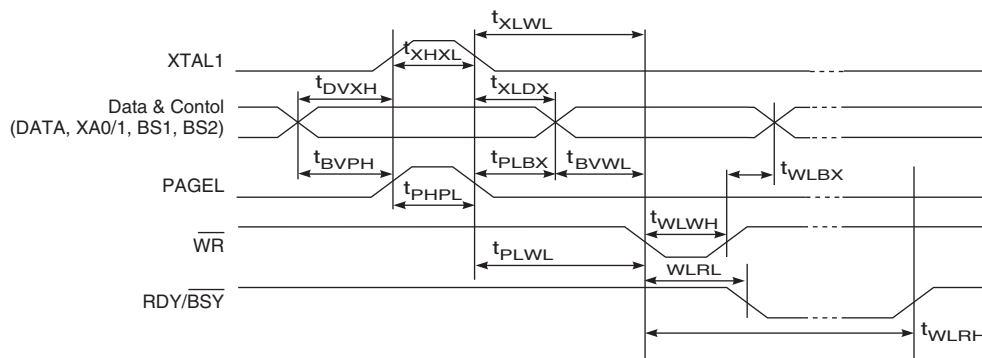 tXLWL
XTAL1
tXHXL
tDVXH
tXLDX
Data & Contol
(DATA, XA0/1, BS1, BS2)
tBVPH
tPLBX
tBVWL
tWLBX
PAGEL
tPHPL
tWLWH
WR
tPLWL
WLRL
RDY/BSY
tWLRH